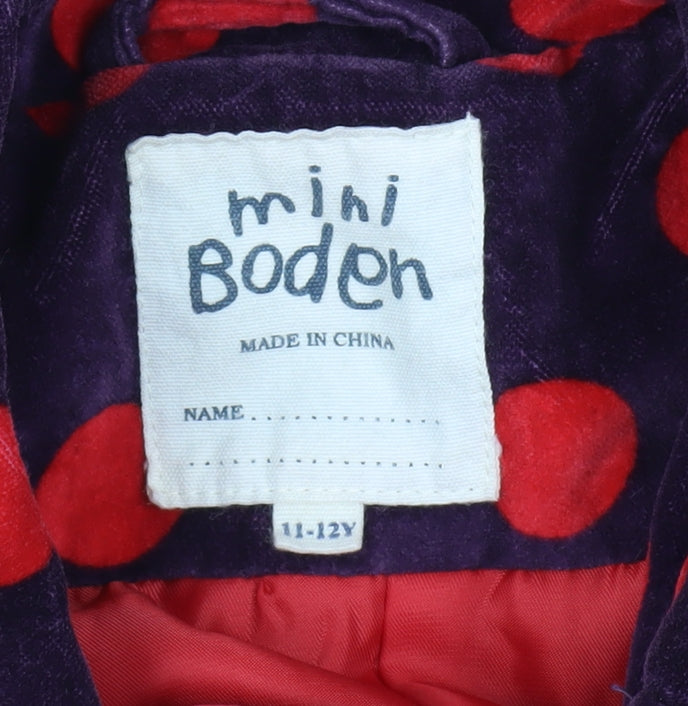 mini
Boden
MADE IN CHINA
NAME..............
..........................
11-12Y